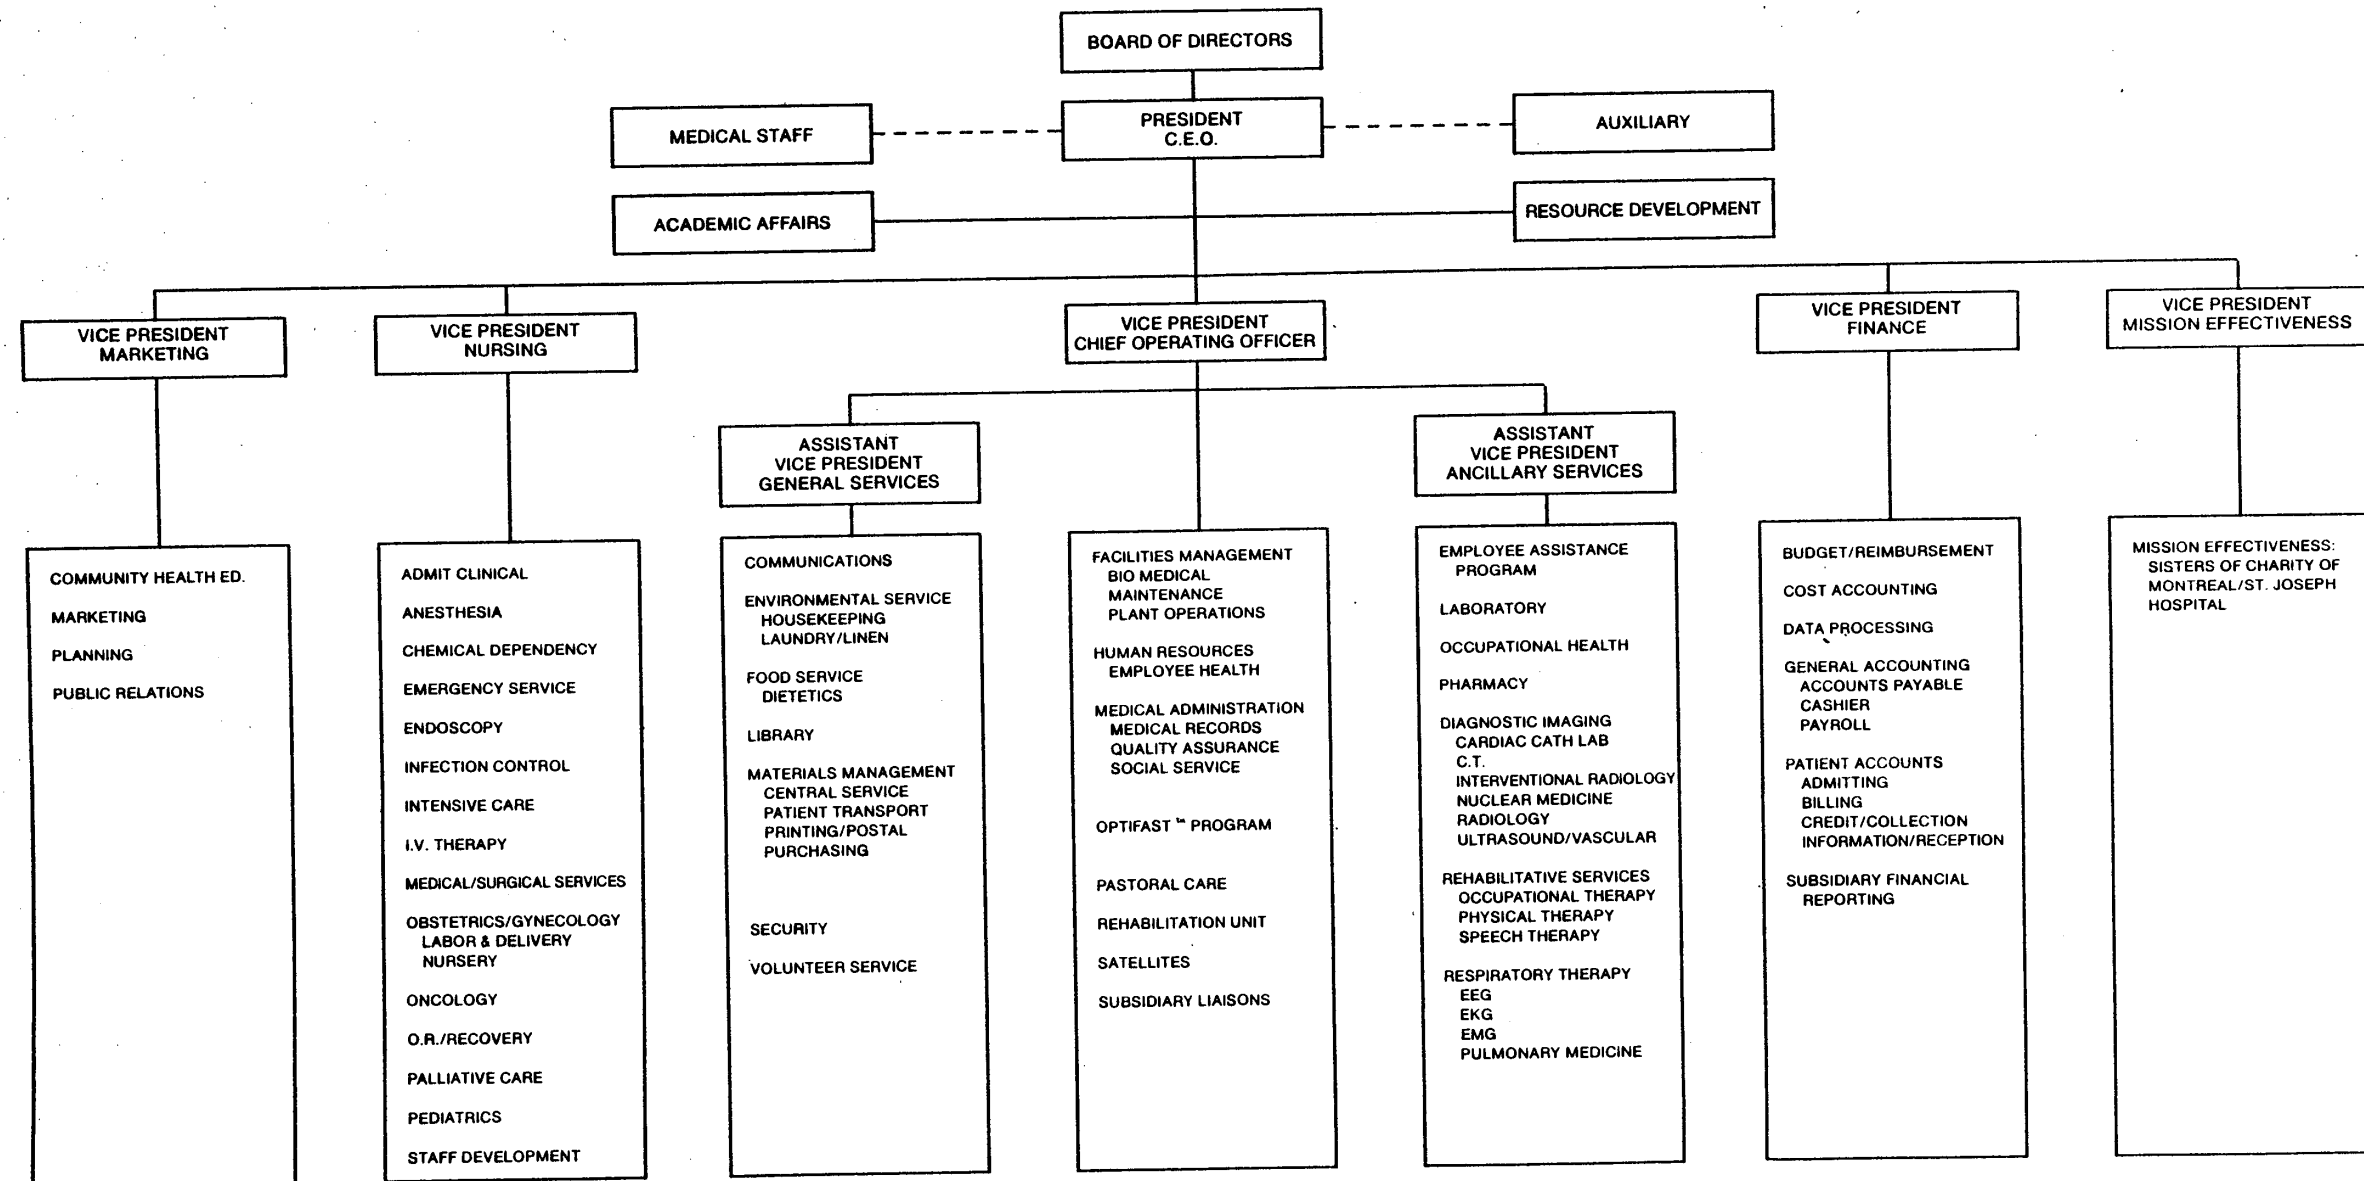 BOARD OF DIRECTORS
MEDICAL STAFF
PRESIDENT
C.E.O.
AUXILIARY
ACADEMIC AFFAIRS
RESOURCE DEVELOPMENT
VICE PRESIDENT
MARKETING
VICE PRESIDENT
NURSING
VICE PRESIDENT
CHIEF OPERATING OFFICER
VICE PRESIDENT
FINANCE
VICE PRESIDENT
MISSION EFFECTIVENESS
ASSISTANT
VICE PRESIDENT
GENERAL SERVICES
ASSISTANT
VICE PRESIDENT
ANCILLARY SERVICES
COMMUNITY HEALTH ED.
MARKETING
PLANNING
PUBLIC RELATIONS
ADMIT CLINICAL
ANESTHESIA
CHEMICAL DEPENDENCY
EMERGENCY SERVICE
ENDOSCOPY
INFECTION CONTROL
INTENSIVE CARE
I.V. THERAPY
MEDICAL/SURGICAL SERVICES
OBSTETRICS/GYNECOLOGY
LABOR & DELIVERY
NURSERY
ONCOLOGY
O.R./RECOVERY
PALLIATIVE CARE
PEDIATRICS
STAFF DEVELOPMENT
COMMUNICATIONS
ENVIRONMENTAL SERVICE
HOUSEKEEPING
LAUNDRY/LINEN
FOOD SERVICE
DIETETICS
LIBRARY
MATERIALS MANAGEMENT
CENTRAL SERVICE
PATIENT TRANSPORT
PRINTING/POSTAL
PURCHASING
SECURITY
VOLUNTEER SERVICE
FACILITIES MANAGEMENT
BIO MEDICAL
MAINTENANCE
PLANT OPERATIONS
HUMAN RESOURCES
EMPLOYEE HEALTH
MEDICAL ADMINISTRATION
MEDICAL RECORDS
QUALITY ASSURANCE
SOCIAL SERVICE
OPTIFAST ™ PROGRAM
PASTORAL CARE
REHABILITATION UNIT
SATELLITES
SUBSIDIARY LIAISONS
EMPLOYEE ASSISTANCE
PROGRAM
LABORATORY
OCCUPATIONAL HEALTH
PHARMACY
DIAGNOSTIC IMAGING
CARDIAC CATH LAB
C.T.
INTERVENTIONAL RADIOLOGY
NUCLEAR MEDICINE
RADIOLOGY
ULTRASOUND/VASCULAR
REHABILITATIVE SERVICES
OCCUPATIONAL THERAPY
PHYSICAL THERAPY
SPEECH THERAPY
RESPIRATORY THERAPY
EEG
EKG
EMG
PULMONARY MEDICINE
BUDGET/REIMBURSEMENT
COST ACCOUNTING
DATA PROCESSING
GENERAL ACCOUNTING
ACCOUNTS PAYABLE
CASHIER
PAYROLL
PATIENT ACCOUNTS
ADMITTING
BILLING
CREDIT/COLLECTION
INFORMATION/RECEPTION
SUBSIDIARY FINANCIAL
REPORTING
MISSION EFFECTIVENESS:
SISTERS OF CHARITY OF
MONTREAL/ST. JOSEPH
HOSPITAL